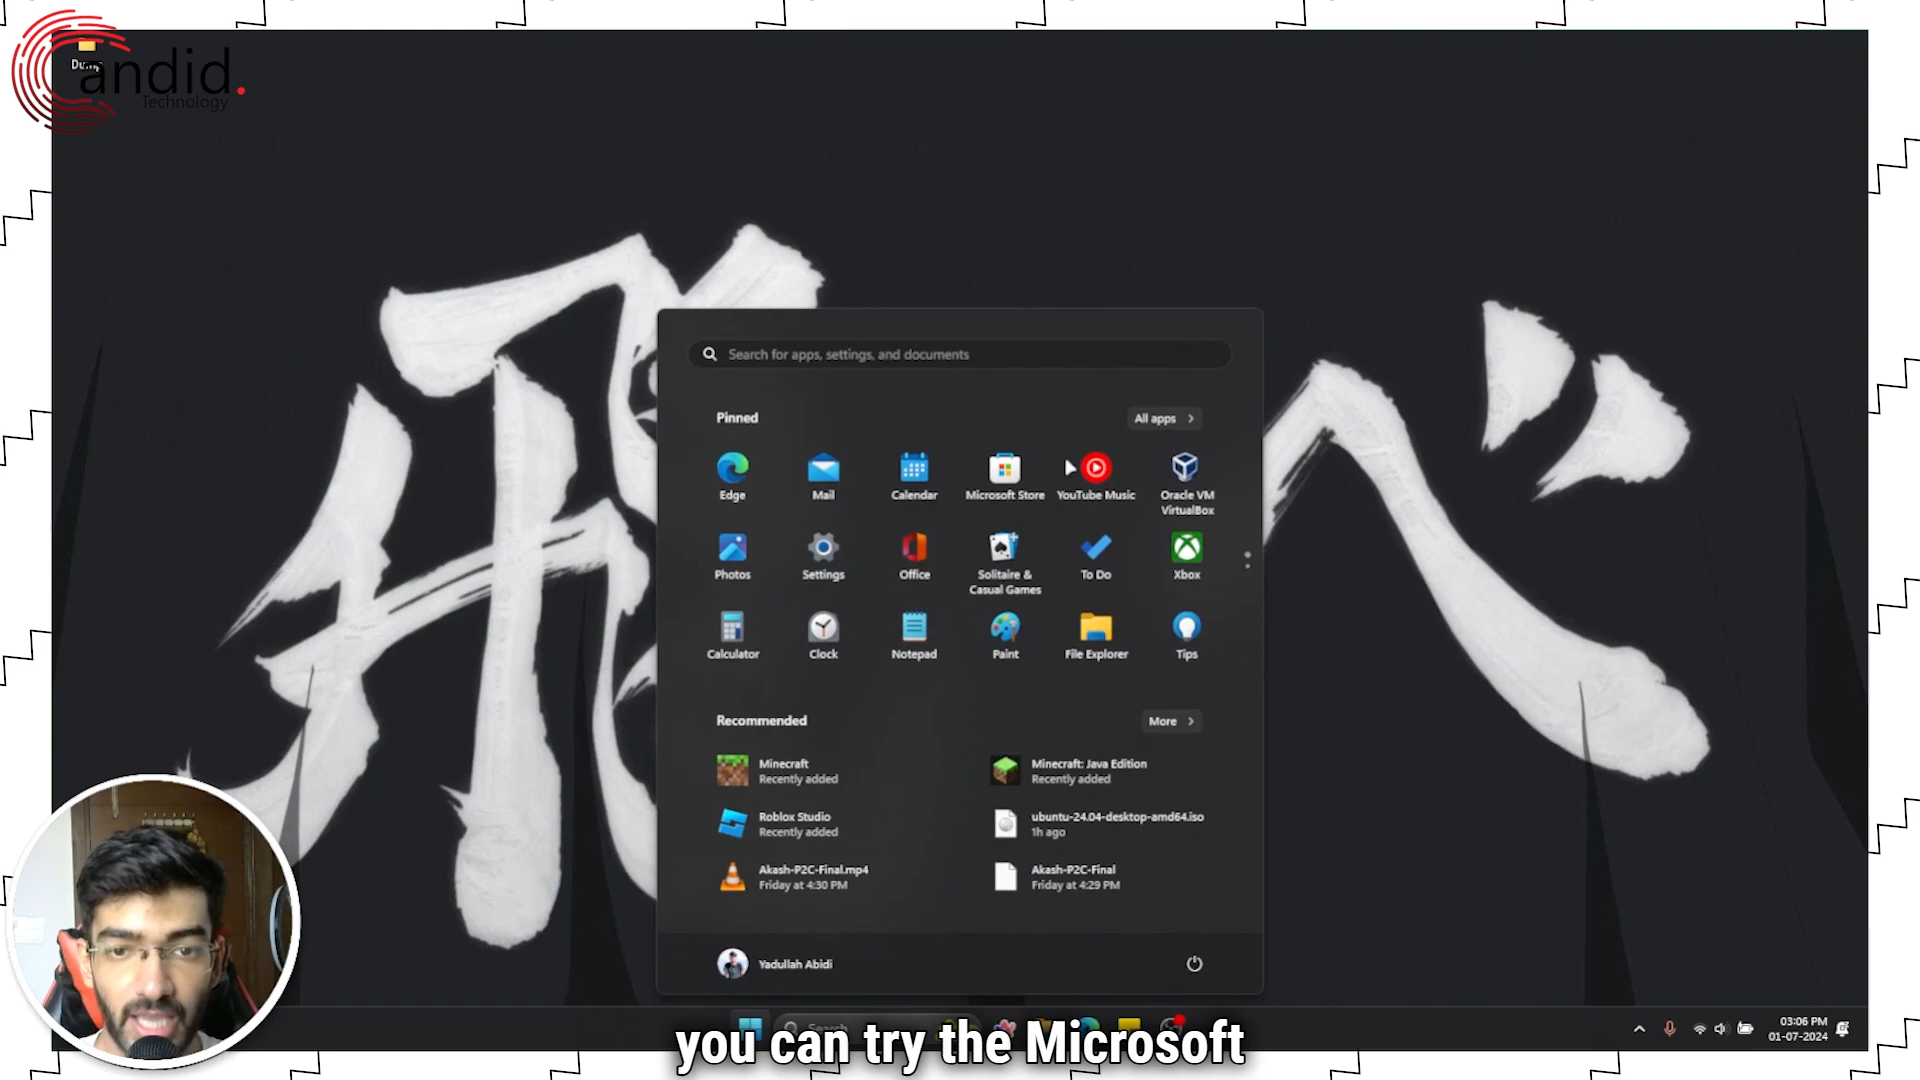 Dump
Candid.
Technology
飛べ
Search for apps, settings, and documents
Pinned
All apps
Edge
Mail
Calendar
Microsoft Store
YouTube Music
Oracle VM
VirtualBox
Photos
Settings
Office
Solitaire &
Casual Games
To Do
Xbox
Calculator
Clock
Notepad
Paint
File Explorer
Tips
Recommended
More
Minecraft
Recently added
Minecraft: Java Edition
Recently added
Roblox Studio
Recently added
ubuntu-24.04-desktop-amd64.iso
1h ago
Akash-P2C-Final.mp4
Friday at 4:30 PM
Akash-P2C-Final
Friday at 4:29 PM
Yadullah Abidi
Search
03:06 PM
01-07-2024
you can try the Microsoft